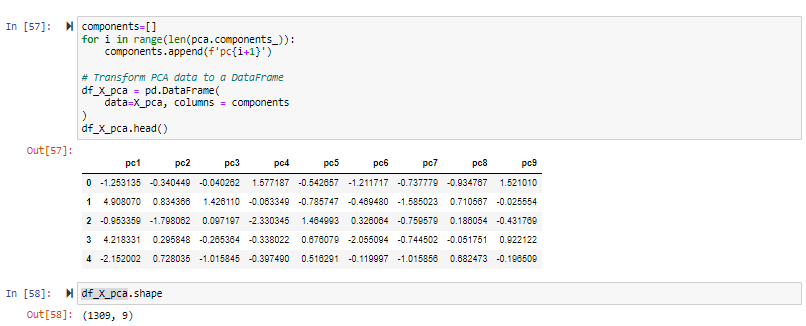 In [57]: components=[]
for i in range(len(pca.components_)):
    components.append(f'pc{i+1}')
# Transform PCA data to a DataFrame
df_X_pca = pd.DataFrame(
    data=X_pca, columns = components
)
df_X_pca.head()
Out[57]:
pc1 pc2 pc3 pc4 pc5 pc6 pc7 pc8 pc9
0 -1.253135 -0.340449 -0.040262 1.577187 -0.542657 -1.211717 -0.737779 -0.934767 1.521010
1 4.908070 0.834366 1.426110 -0.063349 -0.785747 -0.469480 -1.585023 0.710567 -0.025554
2 -0.953359 -1.798062 0.097197 -2.330345 1.464993 0.326064 -0.759579 0.186054 -0.431769
3 4.218331 0.295848 -0.265364 -0.338022 0.676079 -2.055094 -0.744502 -0.051751 0.922122
4 -2.152002 0.728035 -1.015845 -0.397490 0.516291 -0.119997 -1.015856 0.682473 -0.196509
In [58]: df_X_pca.shape
Out[58]: (1309, 9)